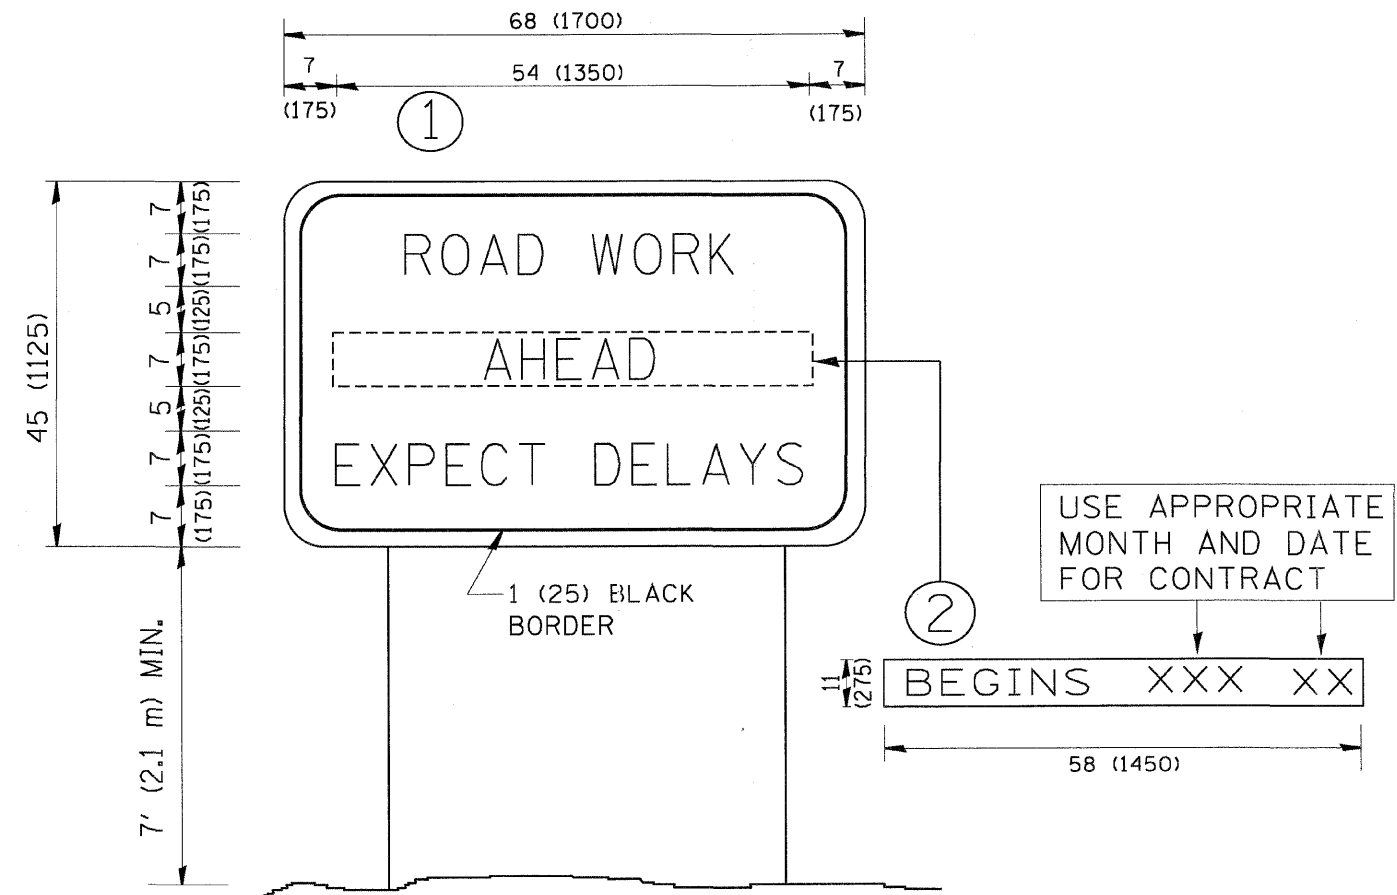 68 (1700)
7
54 (1350)
7
(175)
(175)
1
45 (1125)
7
(175)
7
(175)
5
(125)
7
(175)
5
(125)
7
(175)
7
(175)
ROAD WORK
AHEAD
EXPECT DELAYS
1 (25) BLACK
BORDER
7' (2.1 m) MIN.
USE APPROPRIATE
MONTH AND DATE
FOR CONTRACT
2
11
(275)
BEGINS XXX XX
58 (1450)